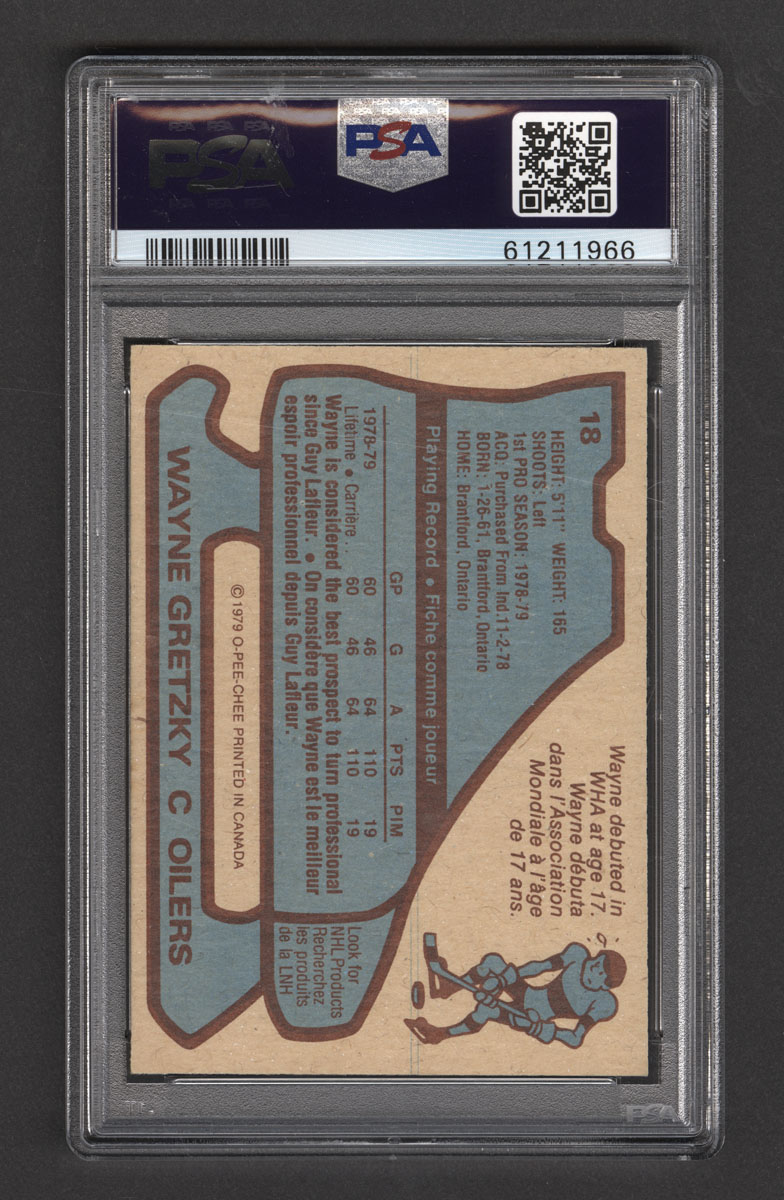 PSA
PSA
61211966
18
HEIGHT: 5'11" WEIGHT: 165
SHOOTS: Left
1st PRO SEASON: 1978-79
ACQ: Purchased From Ind. 11-2-78
BORN: 1-26-61, Brantford, Ontario
HOME: Brantford, Ontario
Wayne debuted in
WHA at age 17.
Wayne débuta
dans l'Association
Mondiale à l'âge
de 17 ans.
Playing Record • Fiche comme joueur
GP G A PTS PIM
1978-79 60 46 64 110 19
Lifetime • Carrière . . 60 46 64 110 19
Wayne is considered the best prospect to turn professional
since Guy Lafleur. • On considère que Wayne est le meilleur
espoir professionnel depuis Guy Lafleur.
Look for
NHL Products
Recherchez
les produits
de la LNH
© 1979 O-PEE-CHEE PRINTED IN CANADA
WAYNE GRETZKY C OILERS
PSA